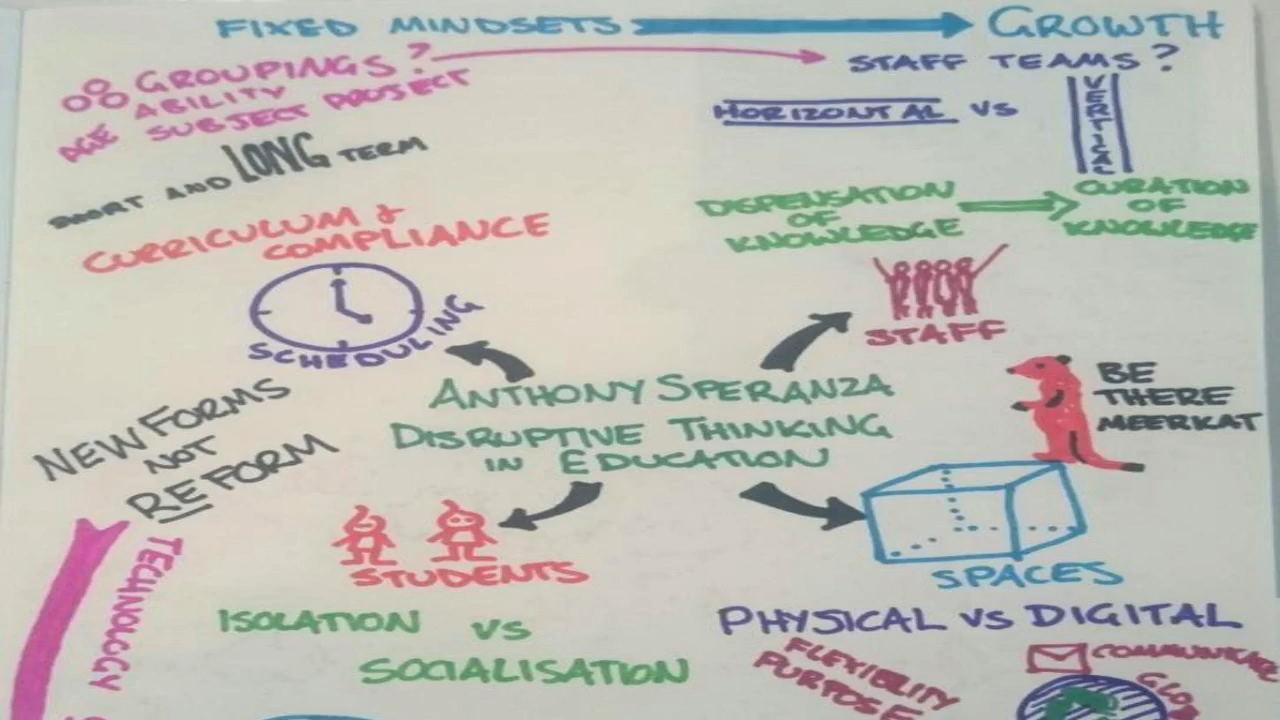 FIXED MINDSETS GROWTH
GROUPINGS?
ABILITY
AGE SUBJECT PROJECT
STAFF TEAMS?
HORIZONTAL VS VERTICAL
SHORT AND LONG TERM
DISPENSATION OF KNOWLEDGE
CURATION OF KNOWLEDGE
CURRICULUM & COMPLIANCE
SCHEDULING
STAFF
ANTHONY SPERANZA
DISRUPTIVE THINKING
IN EDUCATION
BE
THERE
MEERKAT
NEW FORMS
NOT
REFORM
STUDENTS
SPACES
TECHNOLOGY
ISOLATION VS
SOCIALISATION
PHYSICAL VS DIGITAL
FLEXIBILITY
PURPOSE